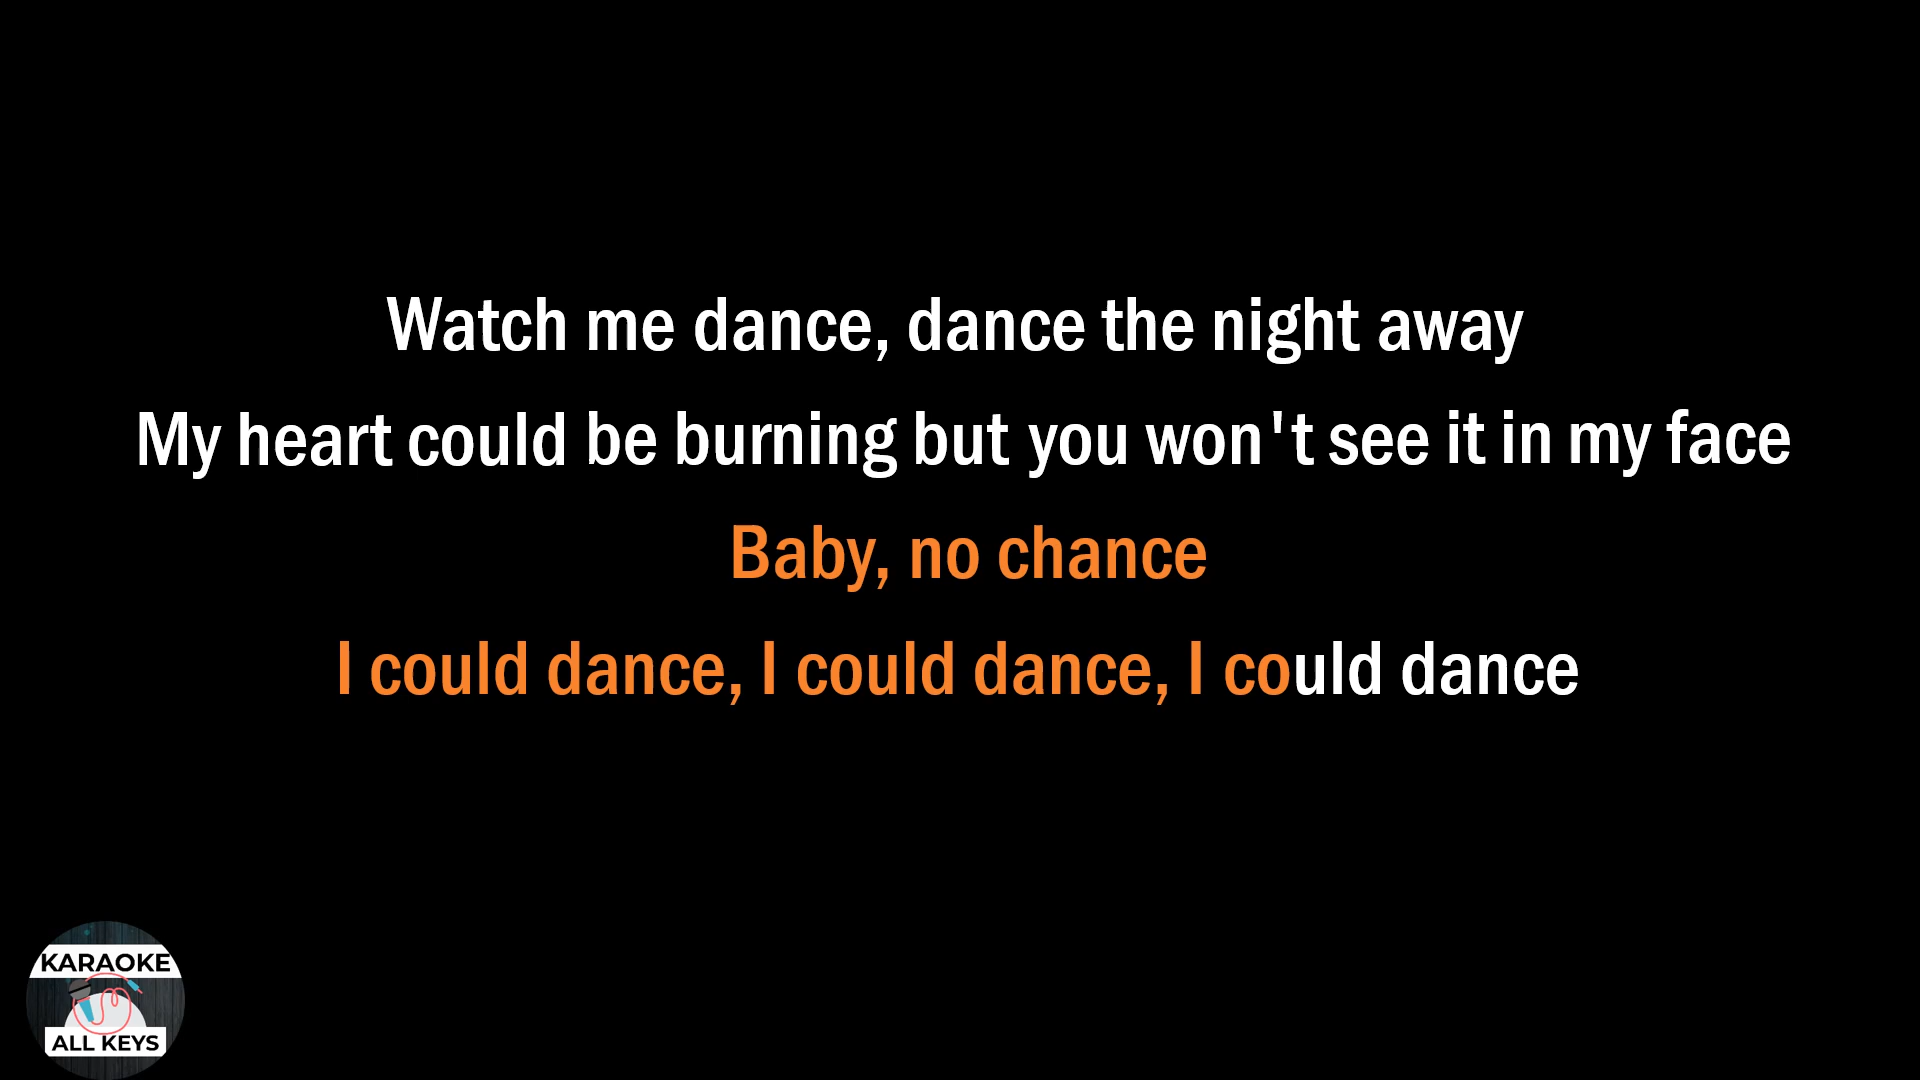 Watch me dance, dance the night away
My heart could be burning but you won't see it in my face
Baby, no chance
I could dance, I could dance, I could dance
KARAOKE
ALL KEYS